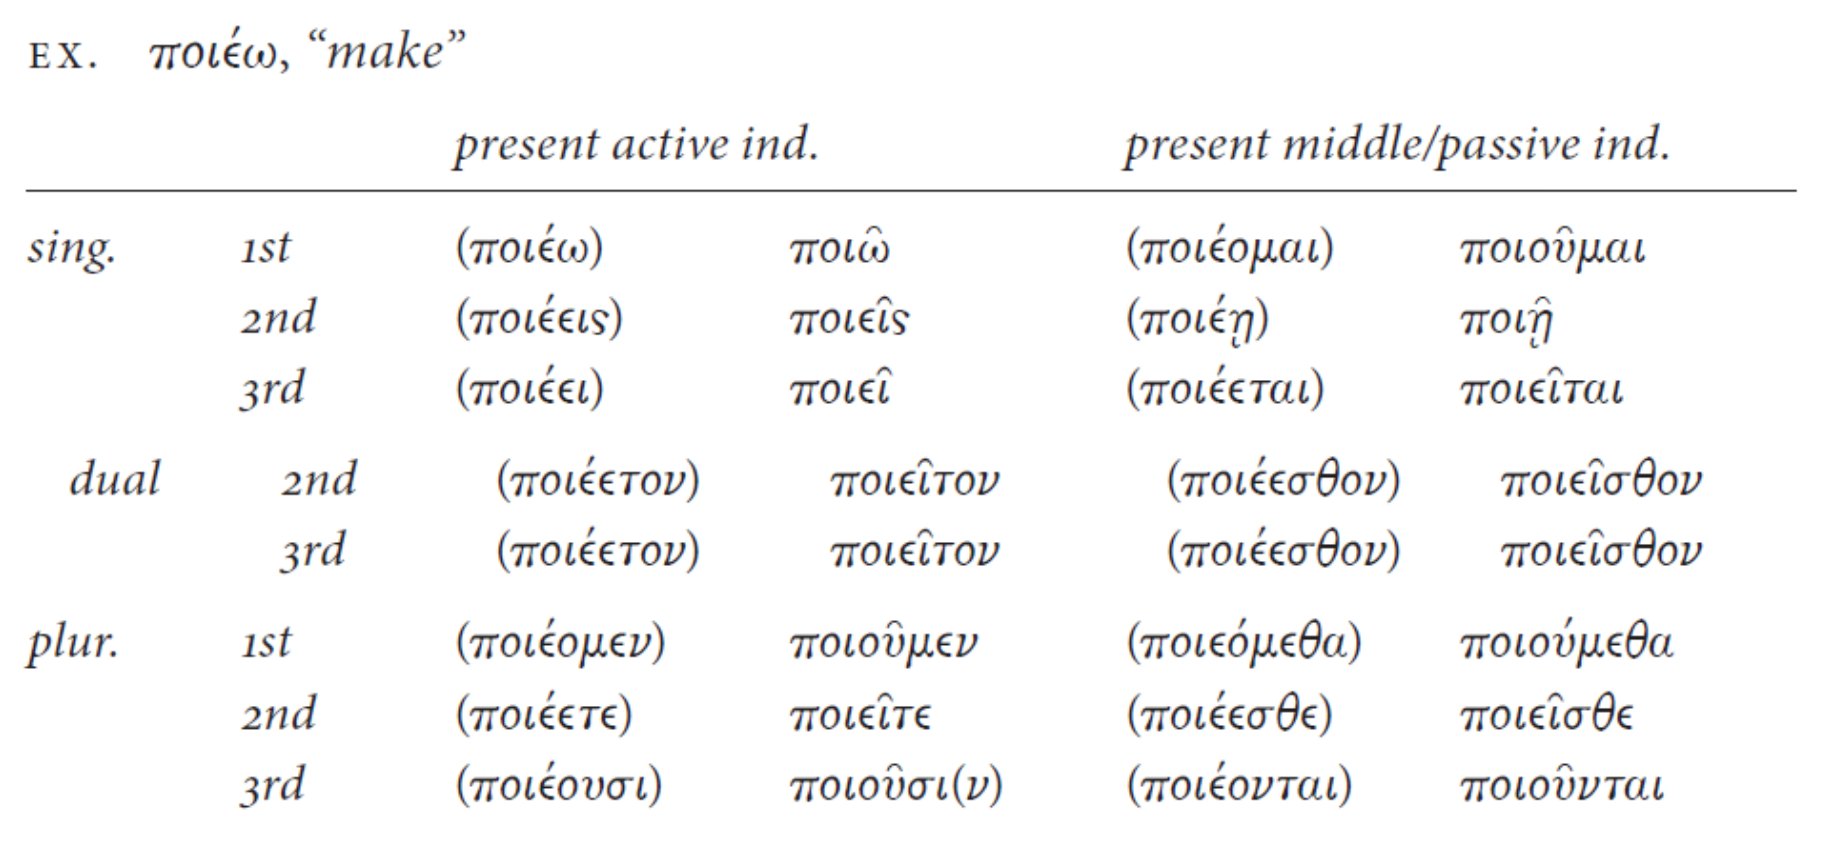 EX. ποιέω, “make”
present active ind. present middle/passive ind.
sing. 1st (ποιέω) ποιῶ (ποιέομαι) ποιοῦμαι
2nd (ποιέεις) ποιεῖς (ποιέῃ) ποιῇ
3rd (ποιέει) ποιεῖ (ποιέεται) ποιεῖται
dual 2nd (ποιέετον) ποιεῖτον (ποιέεσθον) ποιεῖσθον
3rd (ποιέετον) ποιεῖτον (ποιέεσθον) ποιεῖσθον
plur. 1st (ποιέομεν) ποιοῦμεν (ποιεόμεθα) ποιούμεθα
2nd (ποιέετε) ποιεῖτε (ποιέεσθε) ποιεῖσθε
3rd (ποιέουσι) ποιοῦσι(ν) (ποιέονται) ποιοῦνται